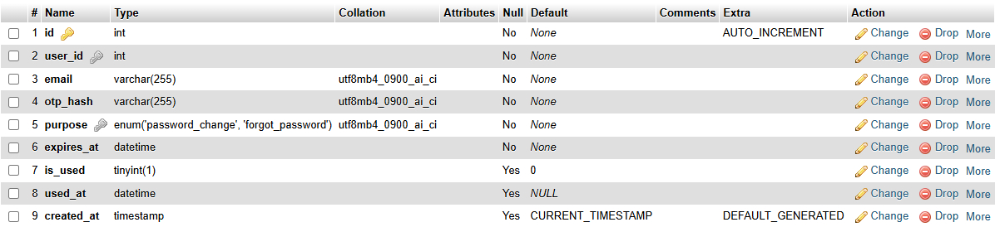 # Name Type Collation Attributes Null Default Comments Extra Action
1 id int No None AUTO_INCREMENT Change Drop More
2 user_id int No None Change Drop More
3 email varchar(255) utf8mb4_0900_ai_ci No None Change Drop More
4 otp_hash varchar(255) utf8mb4_0900_ai_ci No None Change Drop More
5 purpose enum('password_change', 'forgot_password') utf8mb4_0900_ai_ci No None Change Drop More
6 expires_at datetime No None Change Drop More
7 is_used tinyint(1) Yes 0 Change Drop More
8 used_at datetime Yes NULL Change Drop More
9 created_at timestamp Yes CURRENT_TIMESTAMP DEFAULT_GENERATED Change Drop More